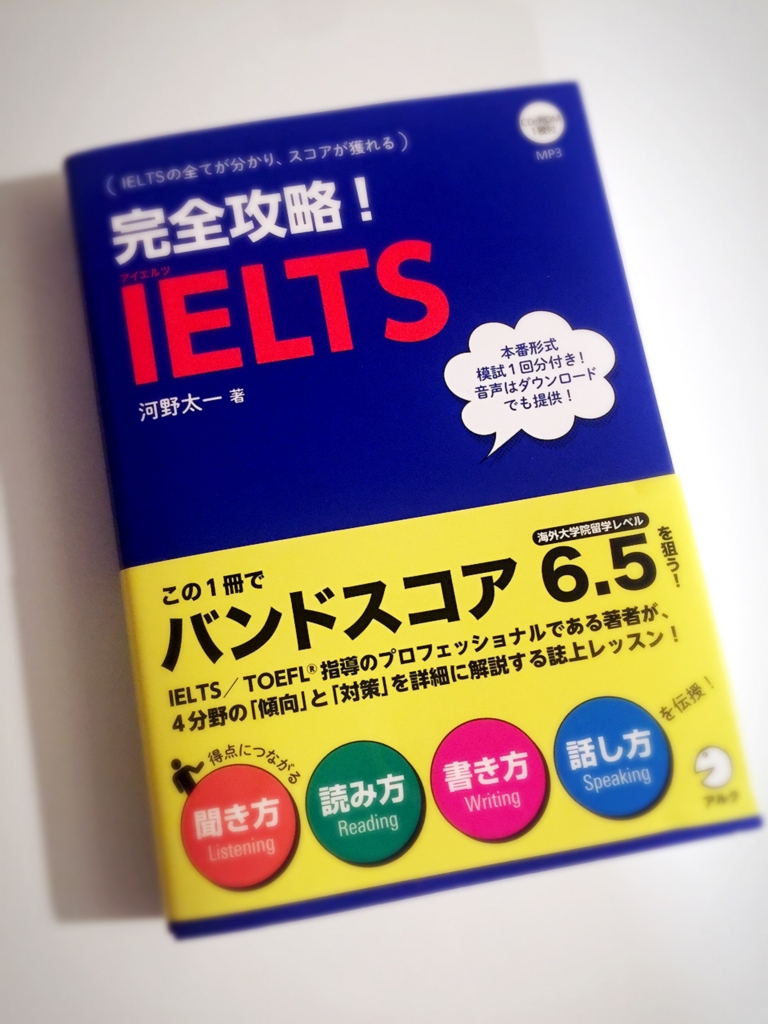 （IELTSの全てが分かり、スコアが獲れる）
MP3
完全攻略！
アイエルツ
IELTS
河野太一 著
本番形式
模試１回分付き！
音声はダウンロード
でも提供！
この１冊で
海外大学院留学レベル
バンドスコア 6.5を狙う！
IELTS／TOEFL®指導のプロフェッショナルである著者が、
４分野の「傾向」と「対策」を詳細に解説する誌上レッスン！
得点につながる
聞き方
Listening
読み方
Reading
書き方
Writing
話し方
Speaking
を伝授！
アルク